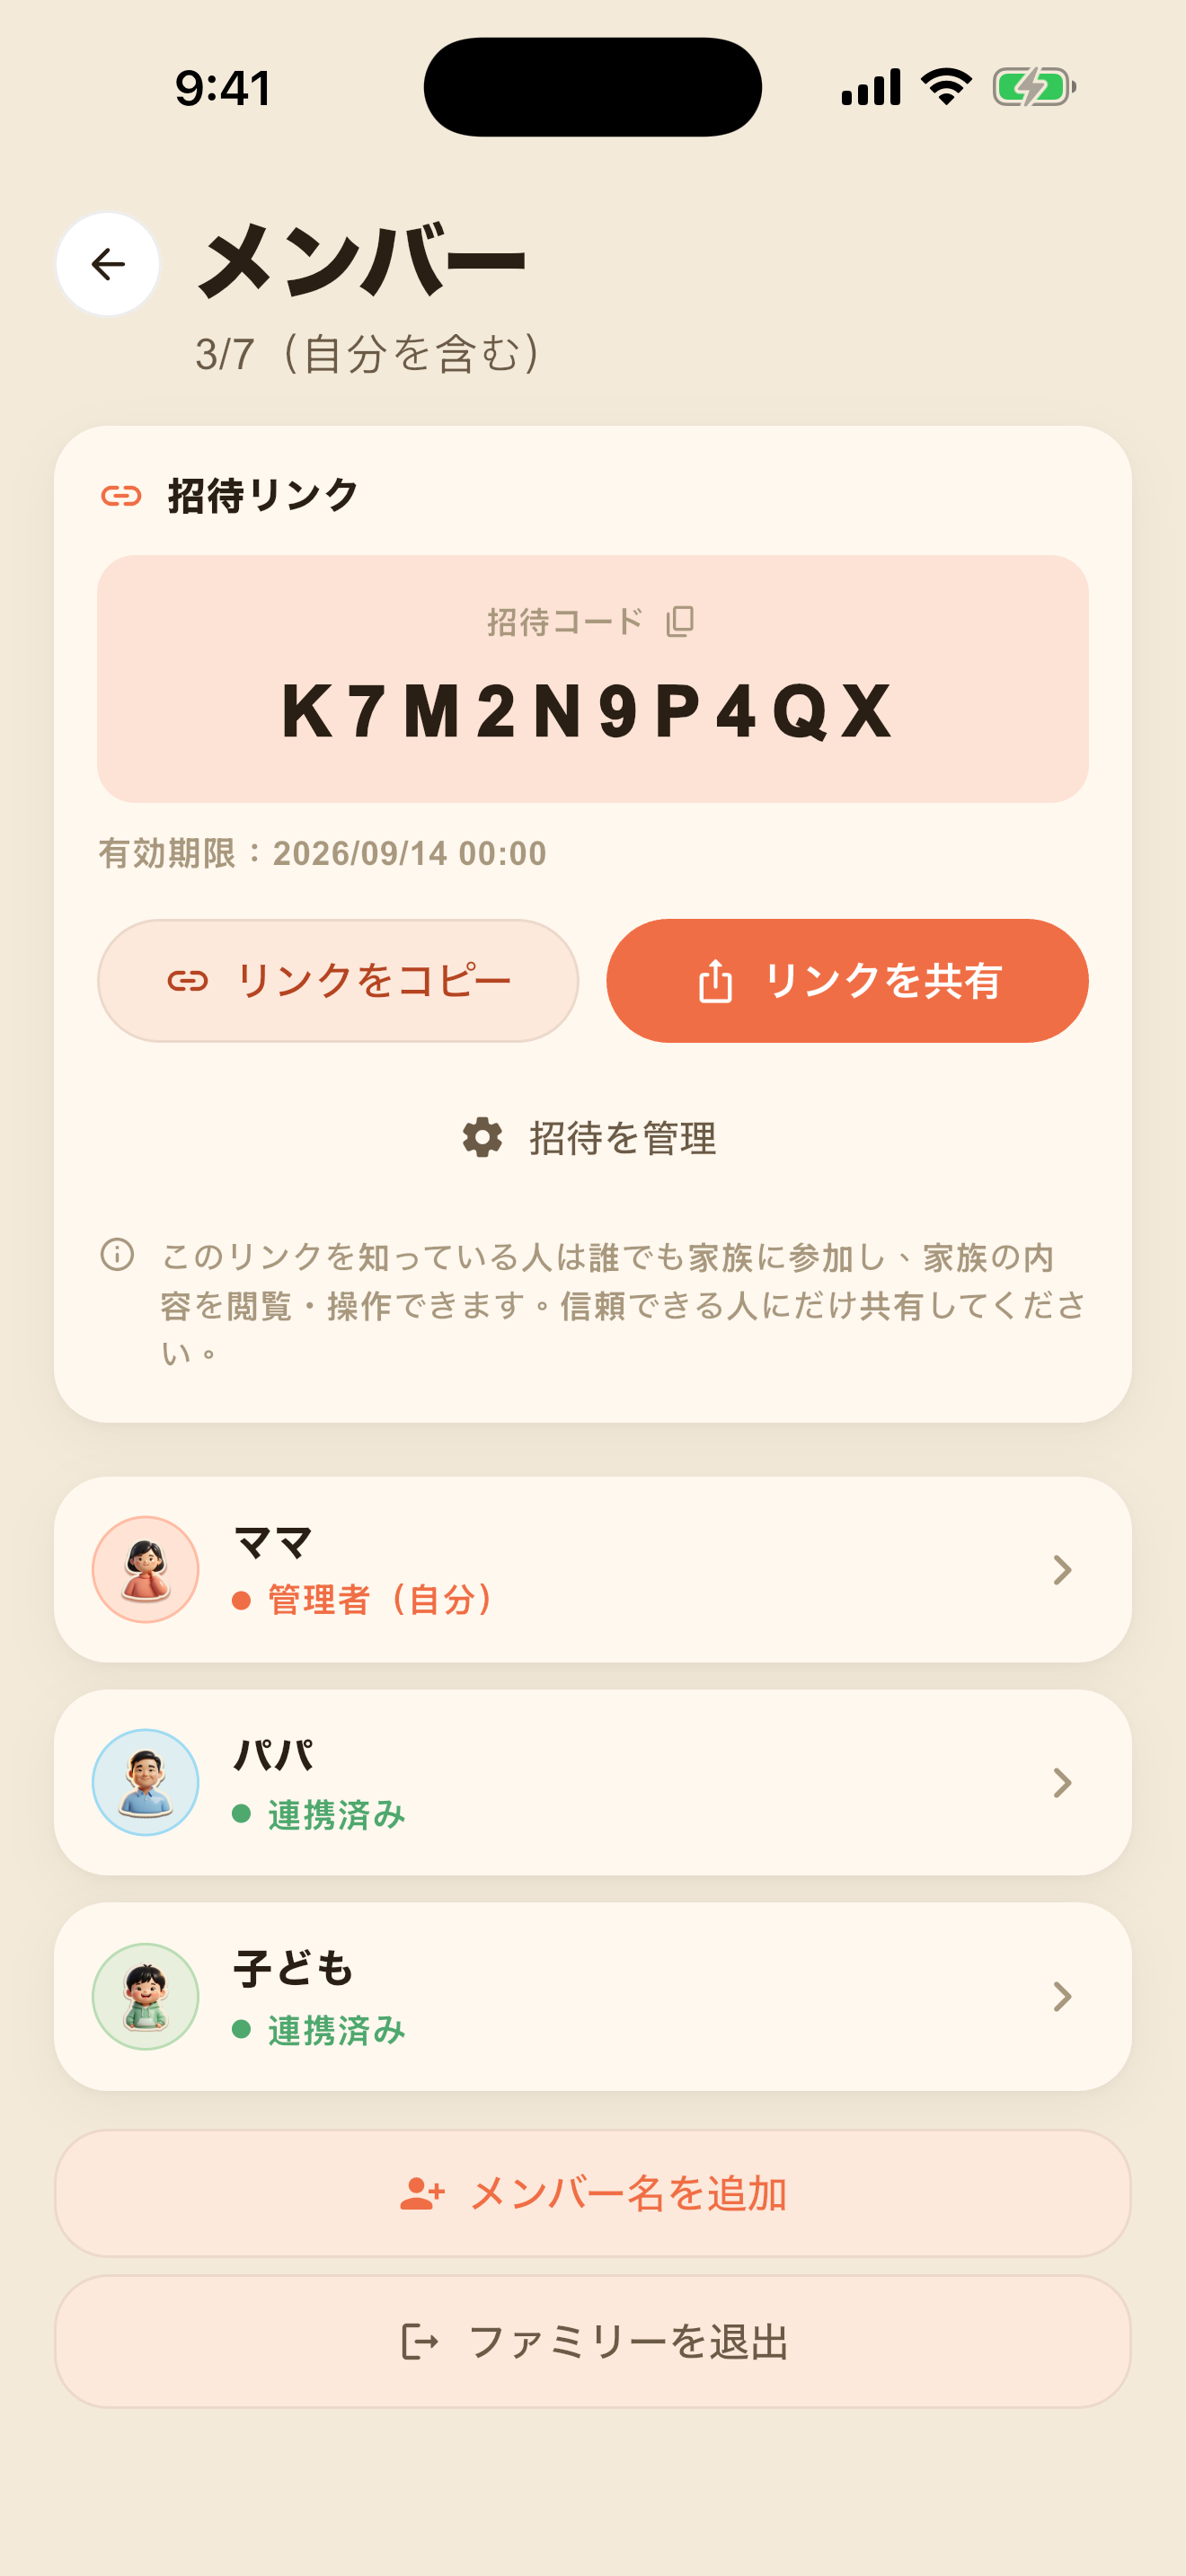 9:41
メンバー
3/7（自分を含む）
招待リンク
招待コード
K7M2N9P4QX
有効期限：2026/09/14 00:00
リンクをコピー
リンクを共有
招待を管理
このリンクを知っている人は誰でも家族に参加し、家族の内
容を閲覧・操作できます。信頼できる人にだけ共有してくださ
い。
ママ
管理者（自分）
パパ
連携済み
子ども
連携済み
メンバー名を追加
ファミリーを退出